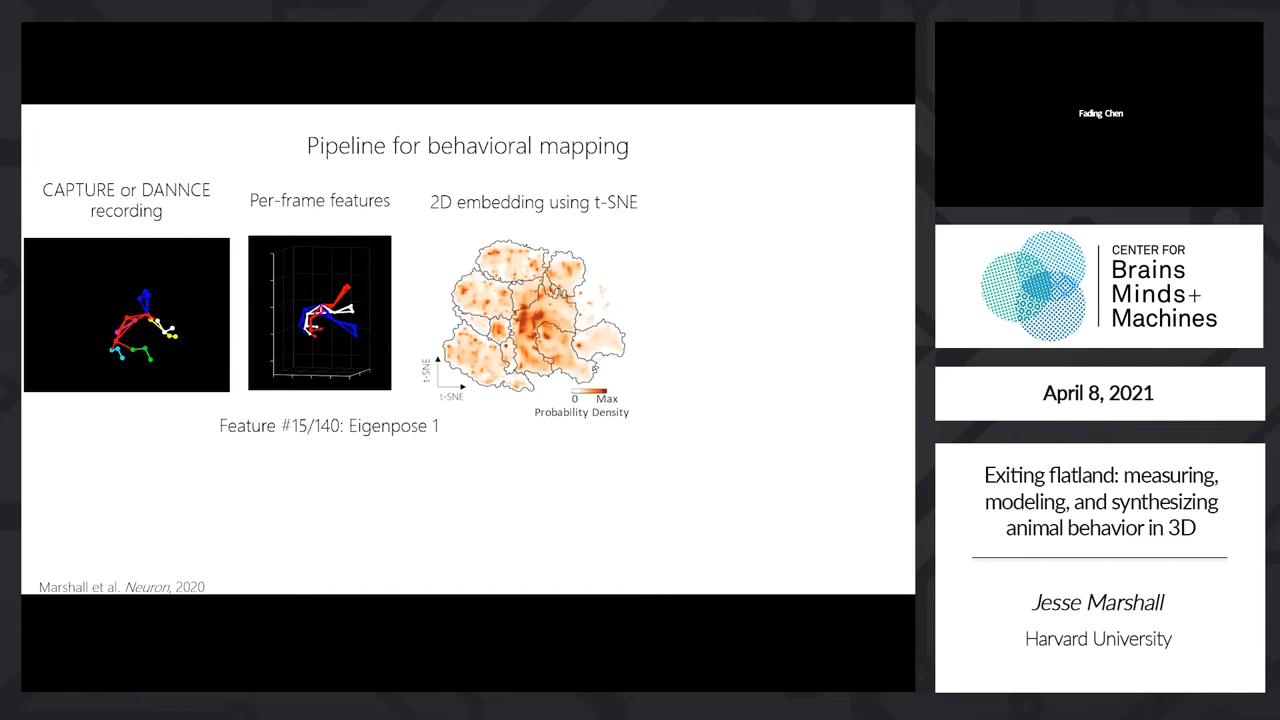 Pipeline for behavioral mapping
CAPTURE or DANNCE
recording
Per-frame features
2D embedding using t-SNE
t-SNE
t-SNE
0 Max
Probability Density
Feature #15/140: Eigenpose 1
Marshall et al. Neuron, 2020
Fading Chen
CENTER FOR
Brains
Minds+
Machines
April 8, 2021
Exiting flatland: measuring,
modeling, and synthesizing
animal behavior in 3D
Jesse Marshall
Harvard University